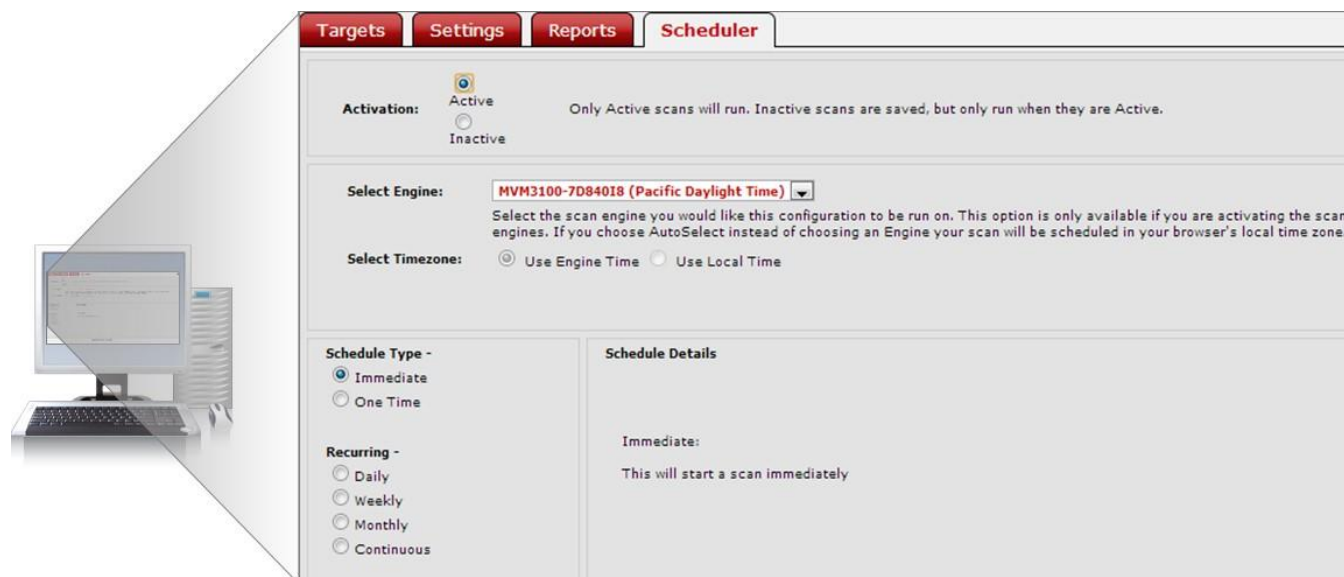 Targets Settings Reports Scheduler
Activation:
Active
Inactive
Only Active scans will run. Inactive scans are saved, but only run when they are Active.
Select Engine:
MVM3100-7D840I8 (Pacific Daylight Time)
Select the scan engine you would like this configuration to be run on. This option is only available if you are activating the scan
engines. If you choose AutoSelect instead of choosing an Engine your scan will be scheduled in your browser's local time zone.
Select Timezone:
Use Engine Time Use Local Time
Schedule Type -
Immediate
One Time
Recurring -
Daily
Weekly
Monthly
Continuous
Schedule Details
Immediate:
This will start a scan immediately